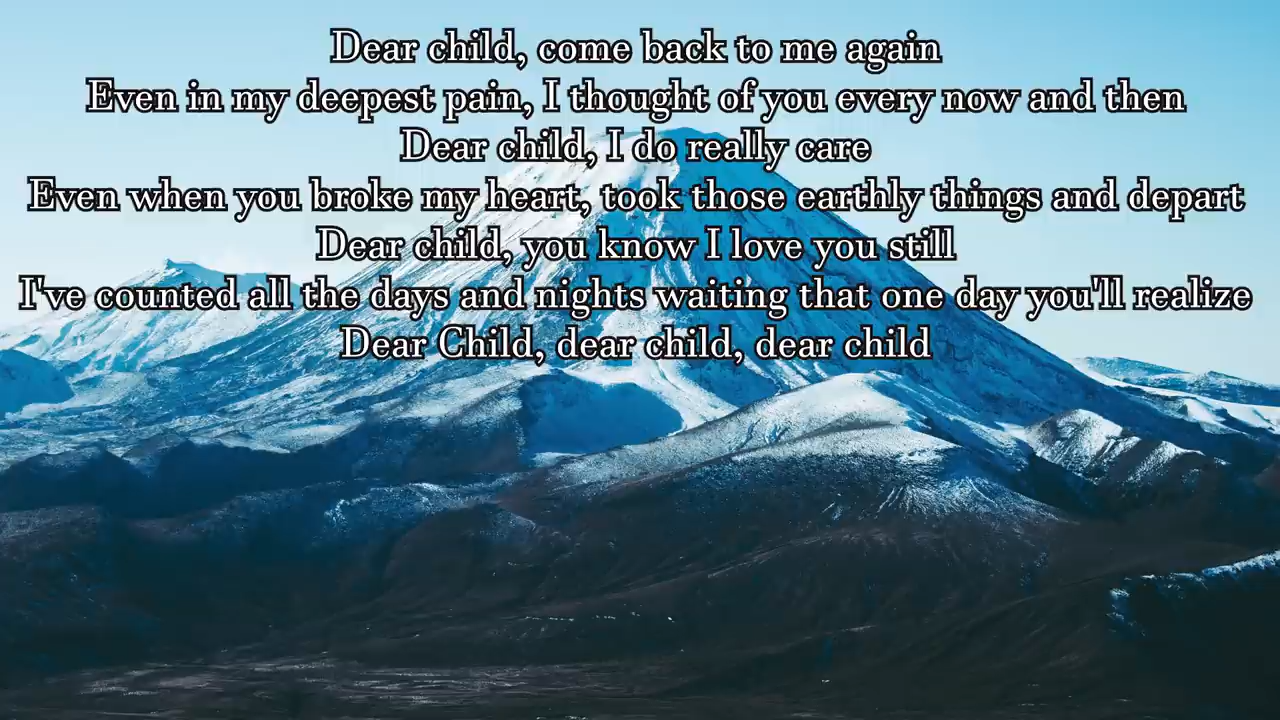 Dear child, come back to me again
Even in my deepest pain, I thought of you every now and then
Dear child, I do really care
Even when you broke my heart, took those earthly things and depart
Dear child, you know I love you still
I've counted all the days and nights waiting that one day you'll realize
Dear Child, dear child, dear child